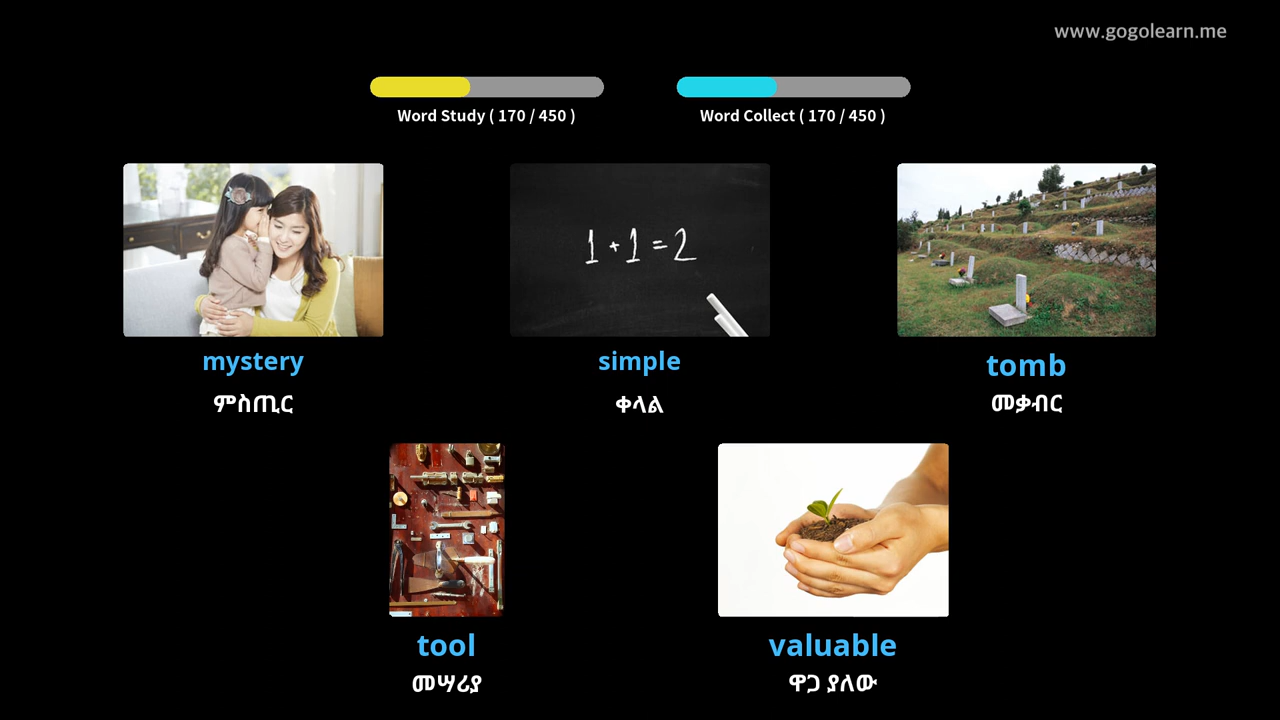 www.gogolearn.me
Word Study ( 170 / 450 )
Word Collect ( 170 / 450 )
1 + 1 = 2
mystery
simple
tomb
ምስጢር
ቀላል
መቃብር
tool
valuable
መሣሪያ
ዋጋ ያለው